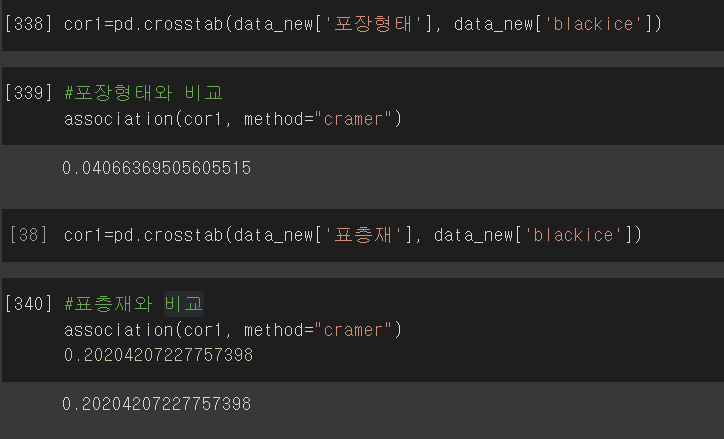 [338] cor1=pd.crosstab(data_new['포장형태'], data_new['blackice'])
[339] #포장형태와 비교
association(cor1, method="cramer")
0.04066369505605515
[38] cor1=pd.crosstab(data_new['표층재'], data_new['blackice'])
[340] #표층재와 비교
association(cor1, method="cramer")
0.20204207227757398
0.20204207227757398